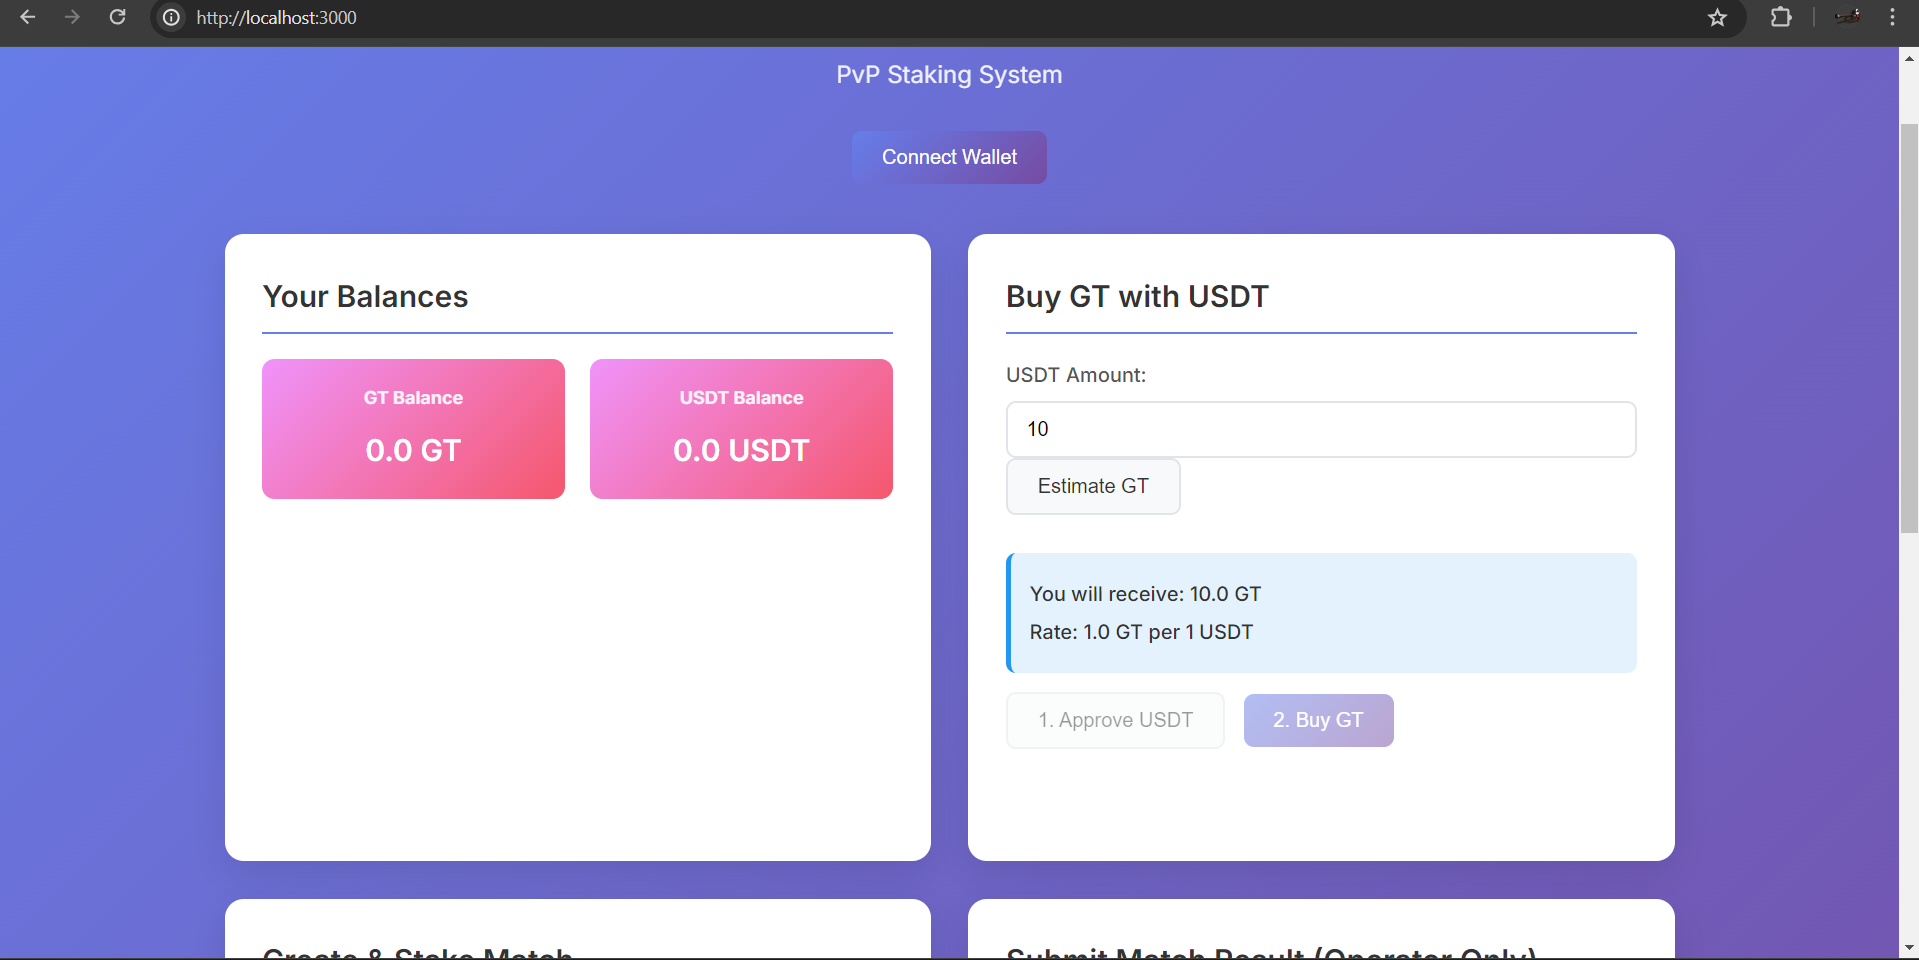 http://localhost:3000
PvP Staking System
Connect Wallet
Your Balances
GT Balance
0.0 GT
USDT Balance
0.0 USDT
Buy GT with USDT
USDT Amount:
10
Estimate GT
You will receive: 10.0 GT
Rate: 1.0 GT per 1 USDT
1. Approve USDT
2. Buy GT
Create & Stake Match
Submit Match Result (Operator Only)